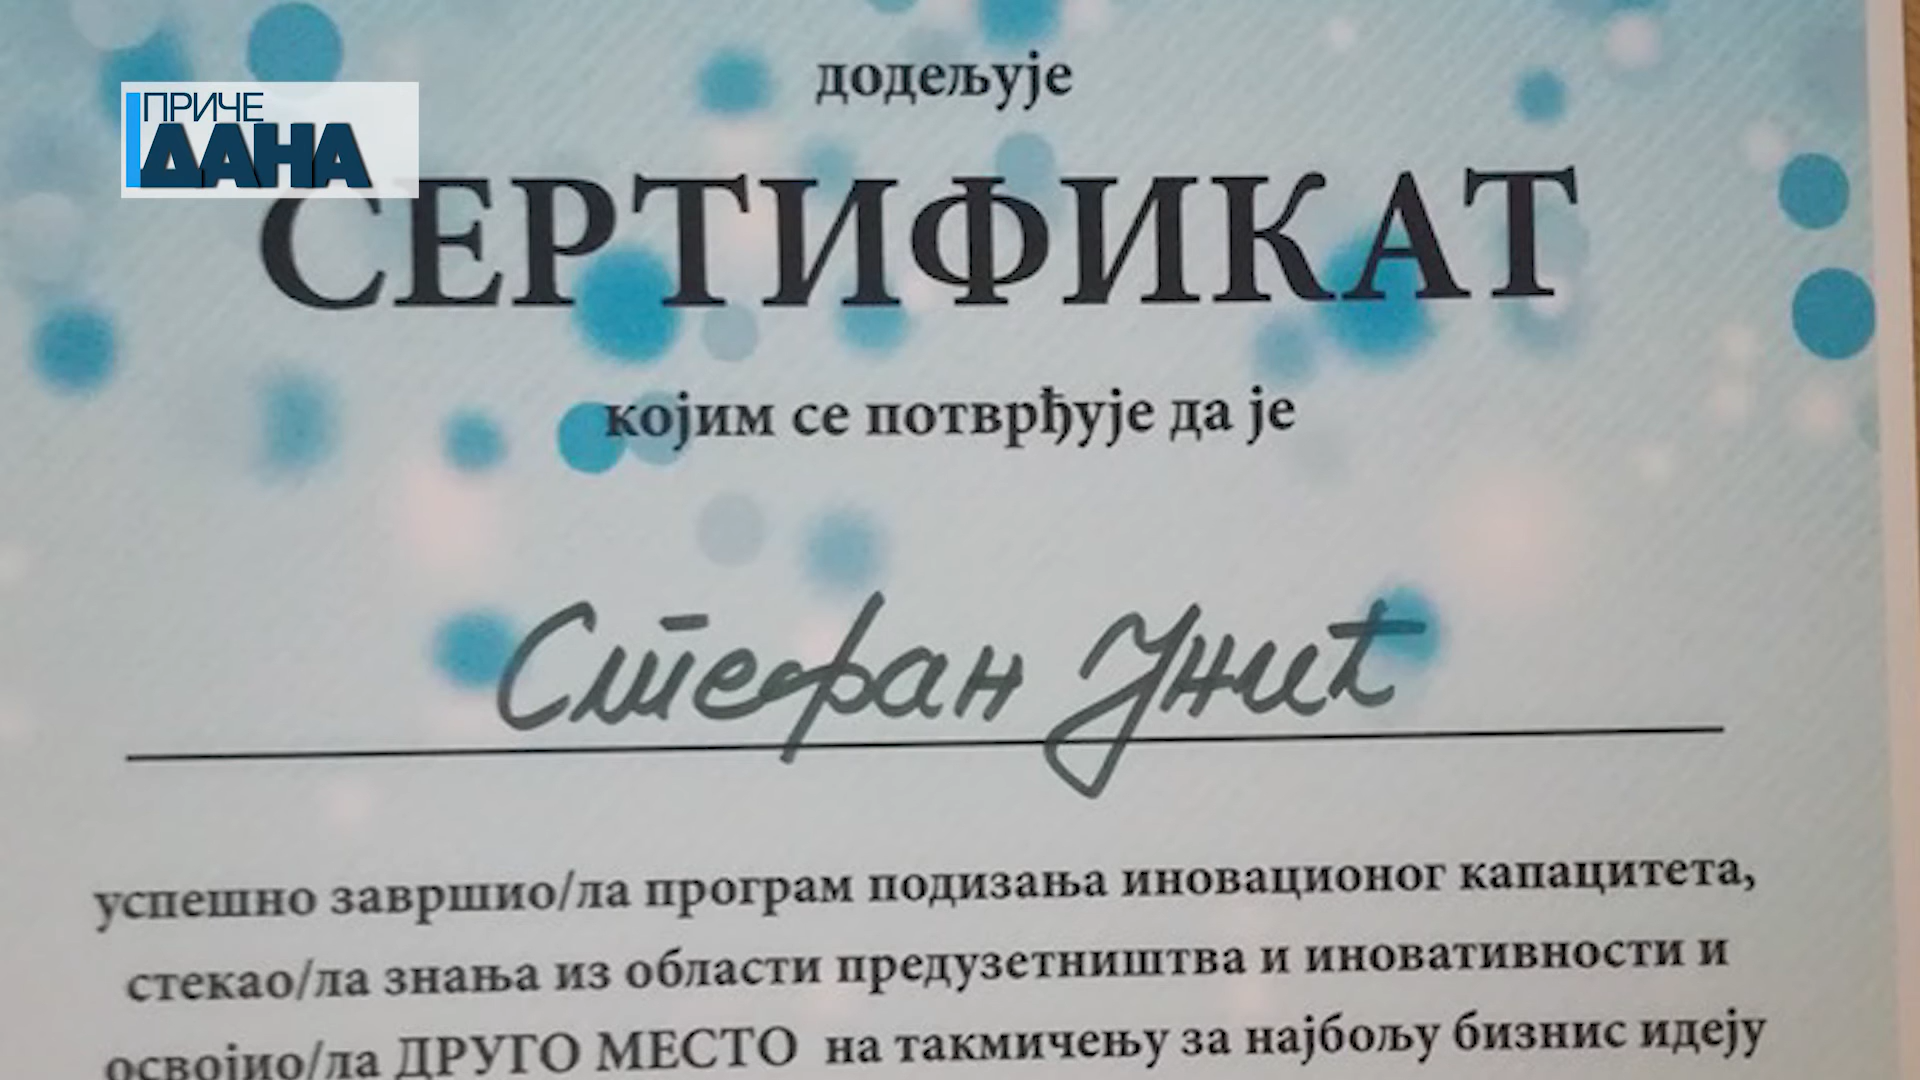 ПРИЧЕ
ДАНА
додељује
СЕРТИФИКАТ
којим се потврђује да је
Стефан Унић
успешно завршио/ла програм подизања иновационог капацитета,
стекао/ла знања из области предузетништва и иновативности и
освојио/ла ДРУГО МЕСТО на такмичењу за најбољу бизнис идеју